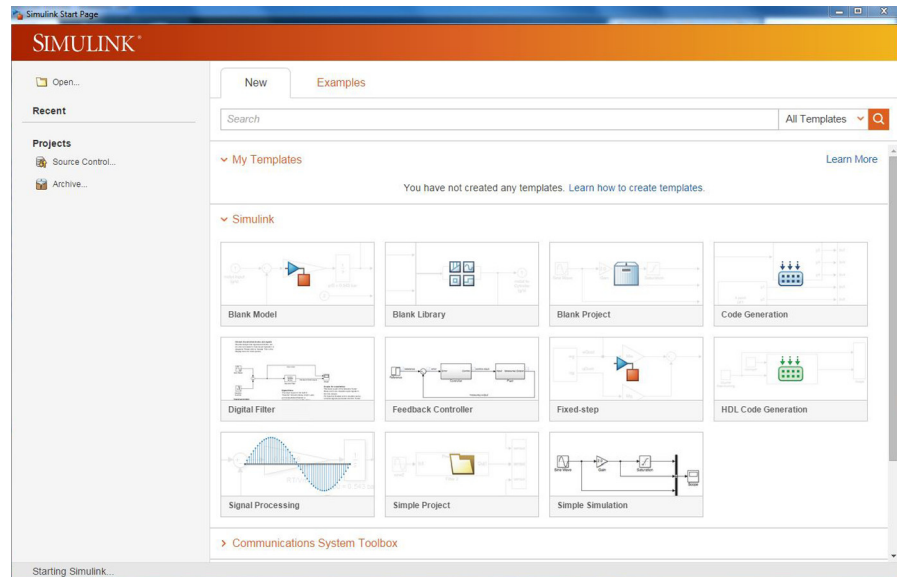 Simulink Start Page
SIMULINK®
Open...
Recent
Projects
Source Control...
Archive...
New Examples
Search All Templates
My Templates Learn More
You have not created any templates. Learn how to create templates.
Simulink
Blank Model
Blank Library
Blank Project
Code Generation
Digital Filter
Feedback Controller
Fixed-step
HDL Code Generation
Signal Processing
Simple Project
Simple Simulation
Communications System Toolbox
Starting Simulink...